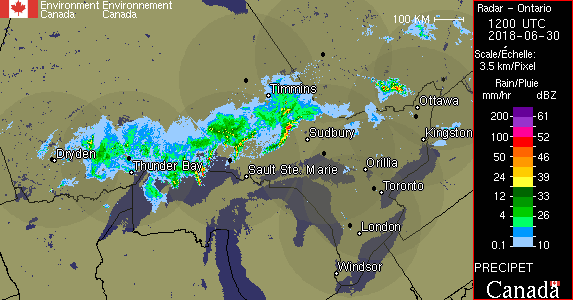 Environment Environnement
Canada Canada
100 KM
Radar - Ontario
1200 UTC
2018-06-30
Scale/Échelle:
3.5 km/Pixel
Rain/Pluie
mm/hr dBZ
200 61
100 52
50 46
24 39
12 33
4 26
0.1 10
PRECIPET
Canada
Timmins
Ottawa
Sudbury
Kingston
Dryden
Thunder Bay
Sault Ste. Marie
Orillia
Toronto
London
Windsor